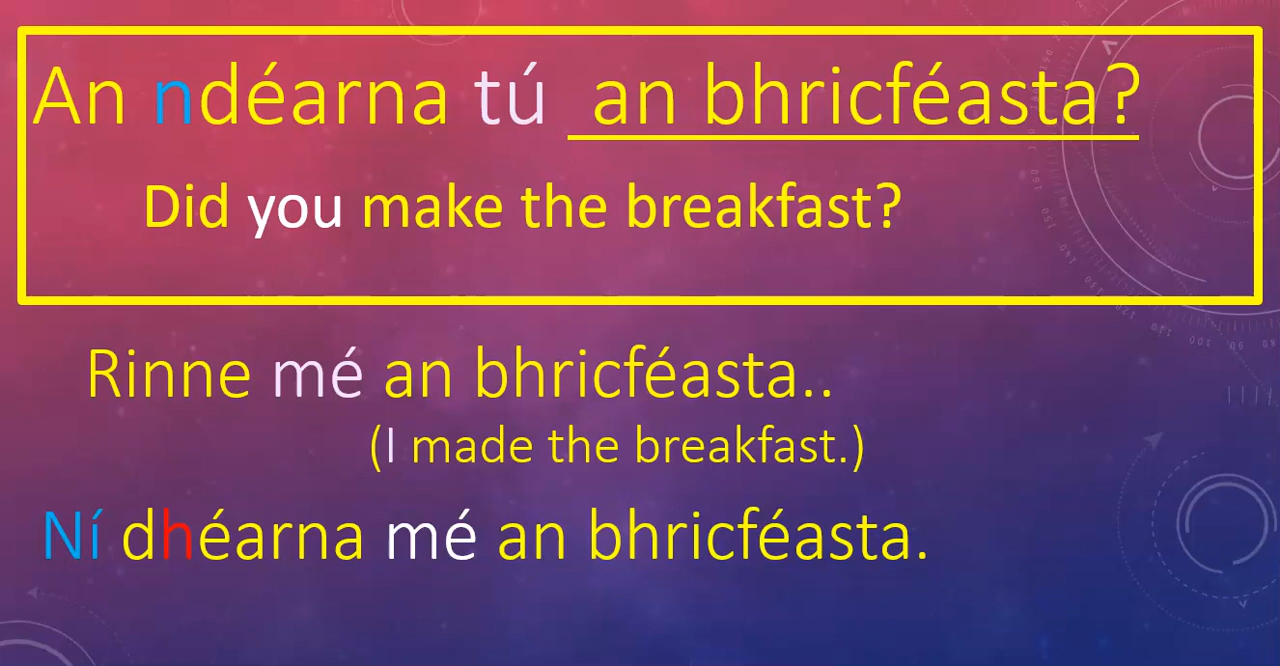 An ndéarna tú an bhricféasta?
Did you make the breakfast?
Rinne mé an bhricféasta..
(I made the breakfast.)
Ní dhéarna mé an bhricféasta.